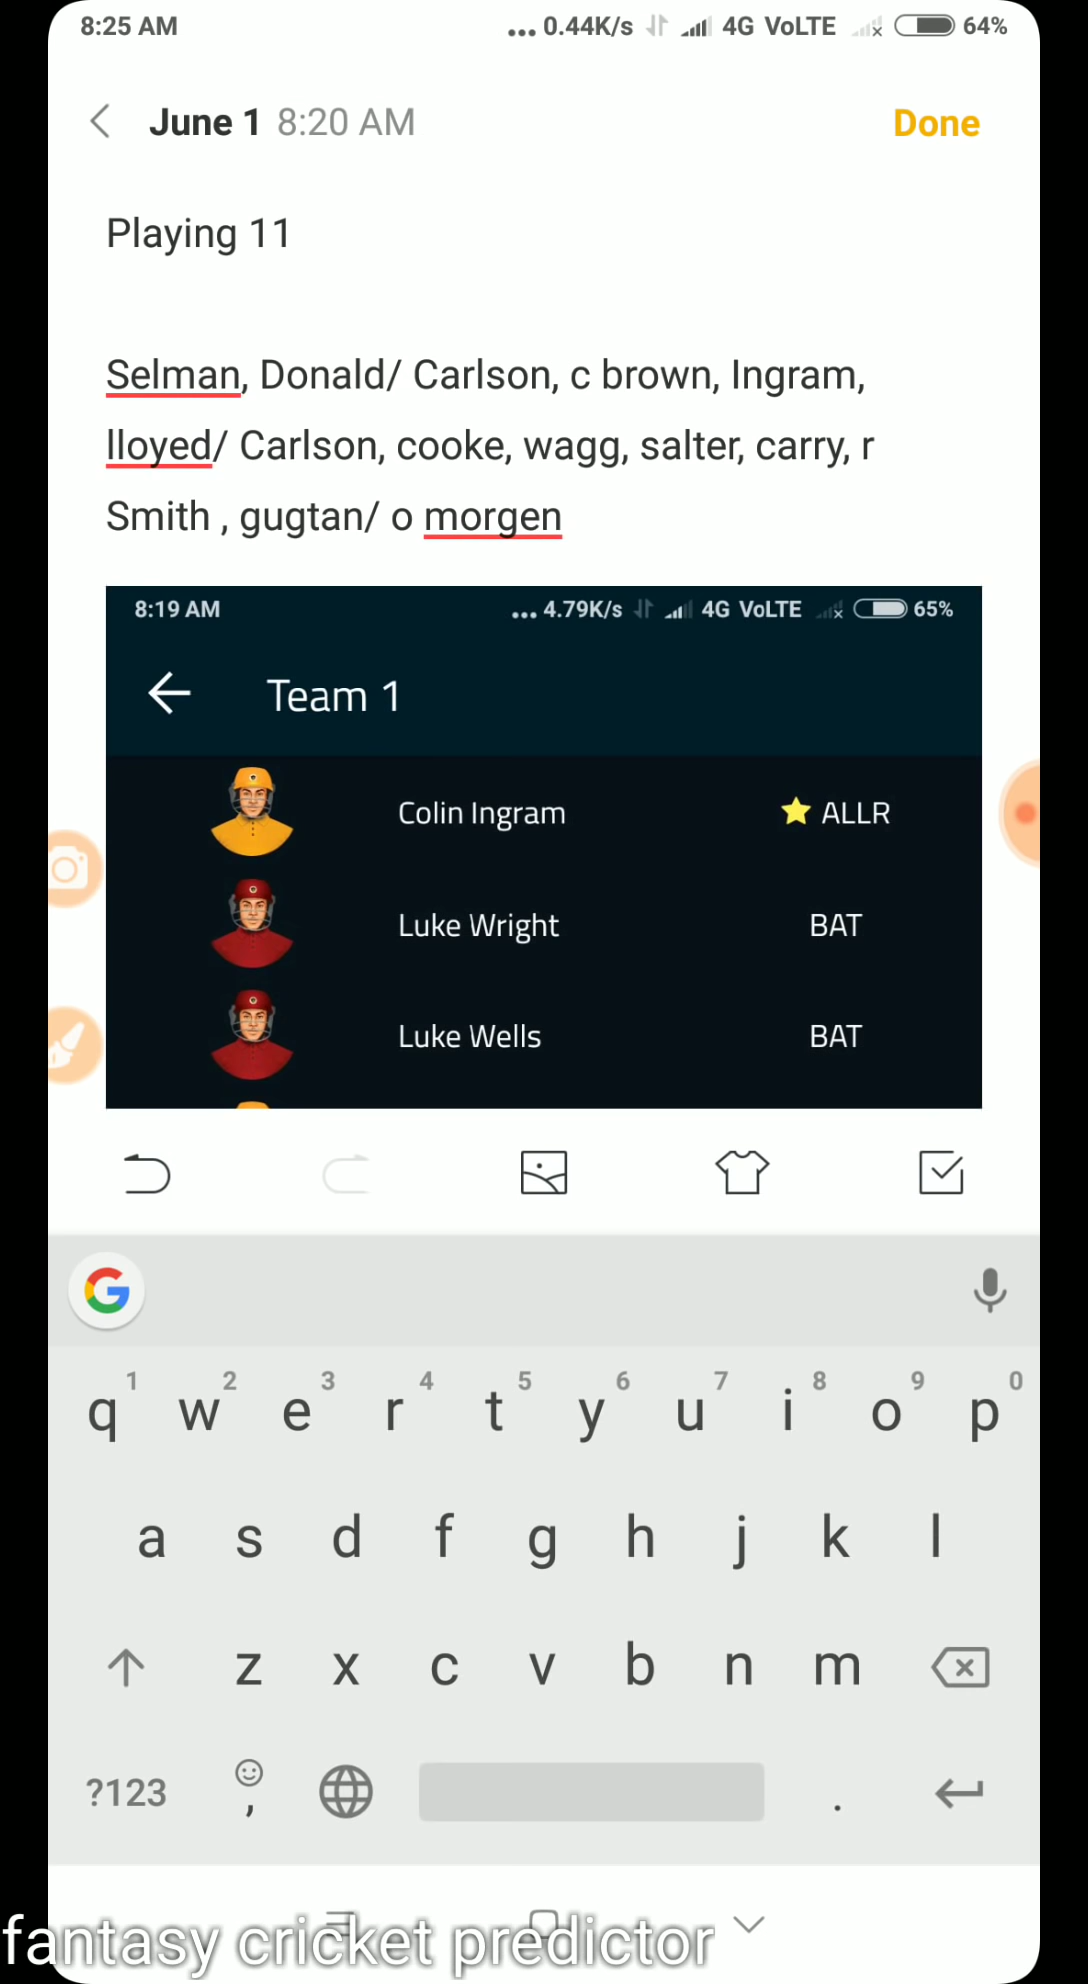 8:25 AM ... 0.44K/s 4G VoLTE 64%
June 1 8:20 AM Done
Playing 11
Selman, Donald/ Carlson, c brown, Ingram,
lloyed/ Carlson, cooke, wagg, salter, carry, r
Smith , gugtan/ o morgen
8:19 AM ... 4.79K/s 4G VoLTE 65%
Team 1
Colin Ingram ALLR
Luke Wright BAT
Luke Wells BAT
G
1 2 3 4 5 6 7 8 9 0
q w e r t y u i o p
a s d f g h j k l
z x c v b n m
?123 , .
fantasy cricket predictor